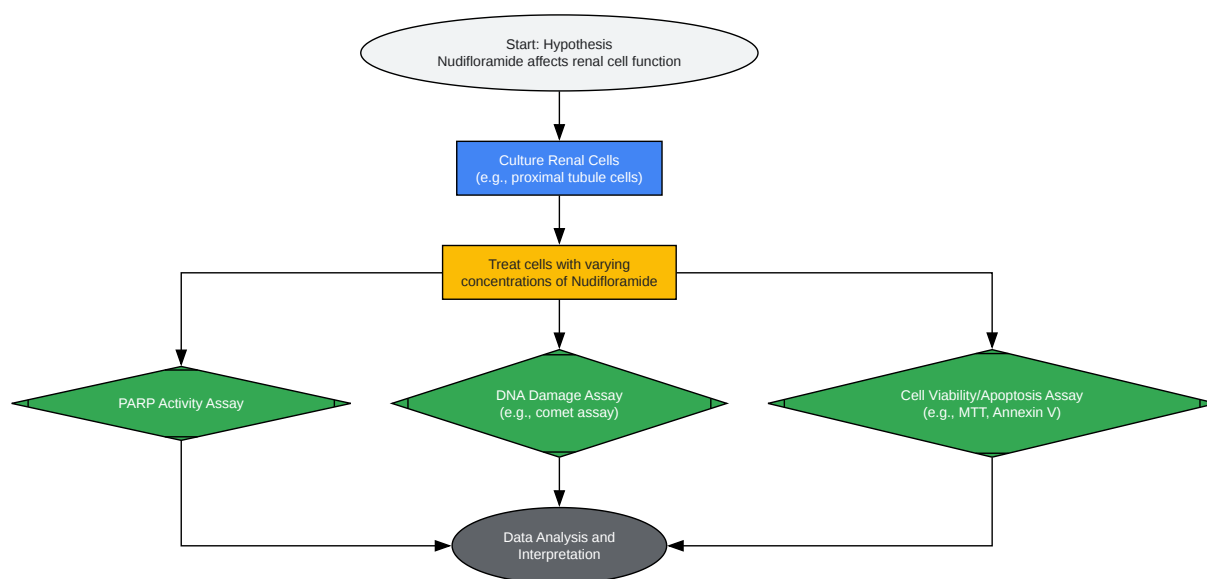 Start: Hypothesis
Nudifloramide affects renal cell function
Culture Renal Cells
(e.g., proximal tubule cells)
Treat cells with varying
concentrations of Nudifloramide
PARP Activity Assay
DNA Damage Assay
(e.g., comet assay)
Cell Viability/Apoptosis Assay
(e.g., MTT, Annexin V)
Data Analysis and
Interpretation